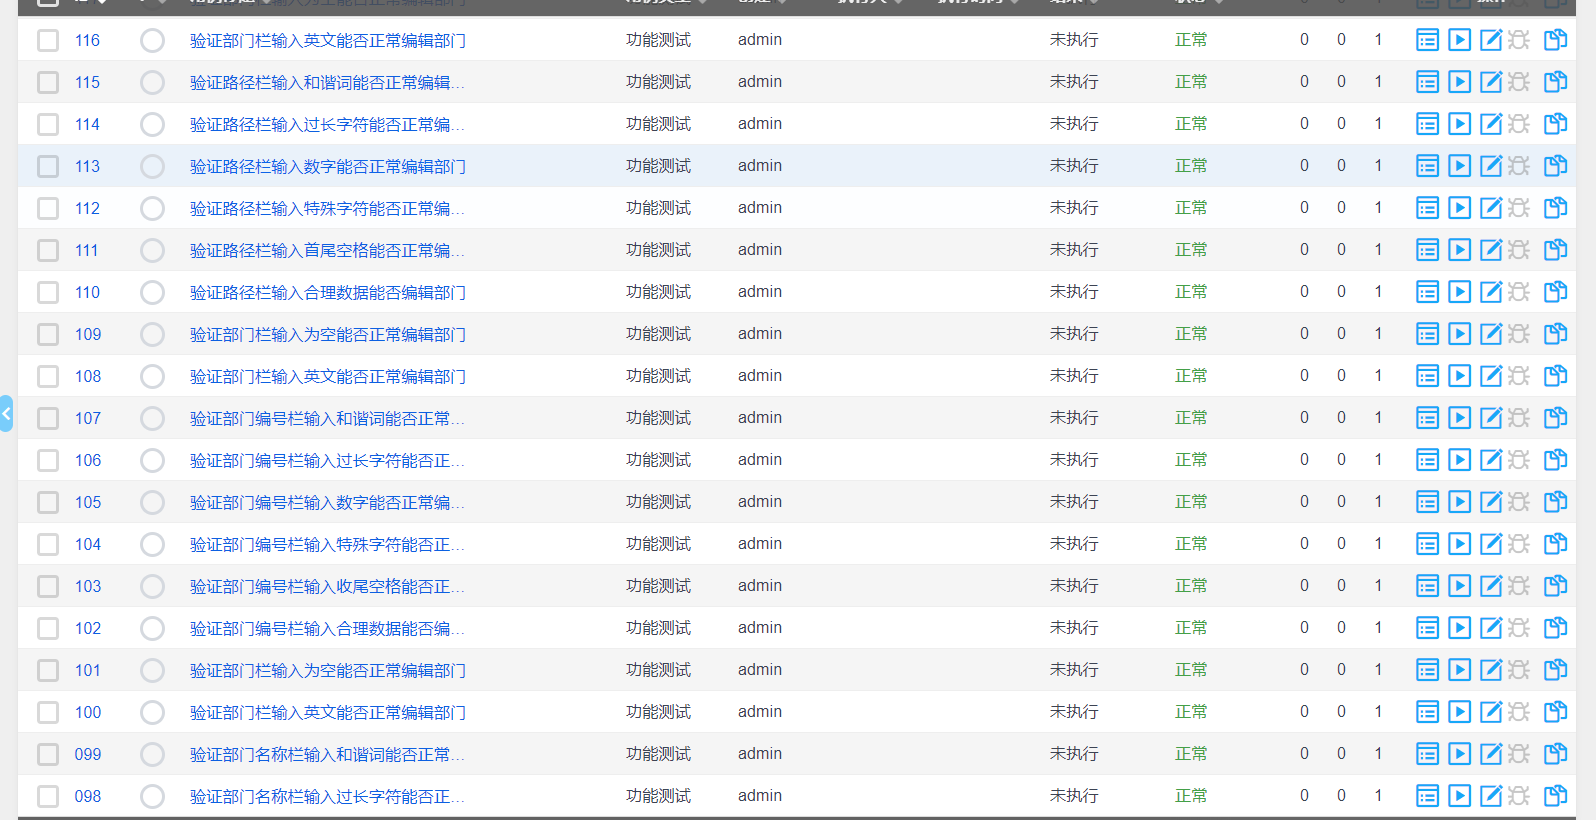 116 验证部门栏输入英文能否正常编辑部门 功能测试 admin 未执行 正常 0 0 1
115 验证路径栏输入和谐词能否正常编辑... 功能测试 admin 未执行 正常 0 0 1
114 验证路径栏输入过长字符能否正常编... 功能测试 admin 未执行 正常 0 0 1
113 验证路径栏输入数字能否正常编辑部门 功能测试 admin 未执行 正常 0 0 1
112 验证路径栏输入特殊字符能否正常编... 功能测试 admin 未执行 正常 0 0 1
111 验证路径栏输入首尾空格能否正常编... 功能测试 admin 未执行 正常 0 0 1
110 验证路径栏输入合理数据能否编辑部门 功能测试 admin 未执行 正常 0 0 1
109 验证部门栏输入为空能否正常编辑部门 功能测试 admin 未执行 正常 0 0 1
108 验证部门栏输入英文能否正常编辑部门 功能测试 admin 未执行 正常 0 0 1
107 验证部门编号栏输入和谐词能否正常... 功能测试 admin 未执行 正常 0 0 1
106 验证部门编号栏输入过长字符能否正... 功能测试 admin 未执行 正常 0 0 1
105 验证部门编号栏输入数字能否正常编... 功能测试 admin 未执行 正常 0 0 1
104 验证部门编号栏输入特殊字符能否正... 功能测试 admin 未执行 正常 0 0 1
103 验证部门编号栏输入收尾空格能否正... 功能测试 admin 未执行 正常 0 0 1
102 验证部门编号栏输入合理数据能否编... 功能测试 admin 未执行 正常 0 0 1
101 验证部门栏输入为空能否正常编辑部门 功能测试 admin 未执行 正常 0 0 1
100 验证部门栏输入英文能否正常编辑部门 功能测试 admin 未执行 正常 0 0 1
099 验证部门名称栏输入和谐词能否正常... 功能测试 admin 未执行 正常 0 0 1
098 验证部门名称栏输入过长字符能否正... 功能测试 admin 未执行 正常 0 0 1